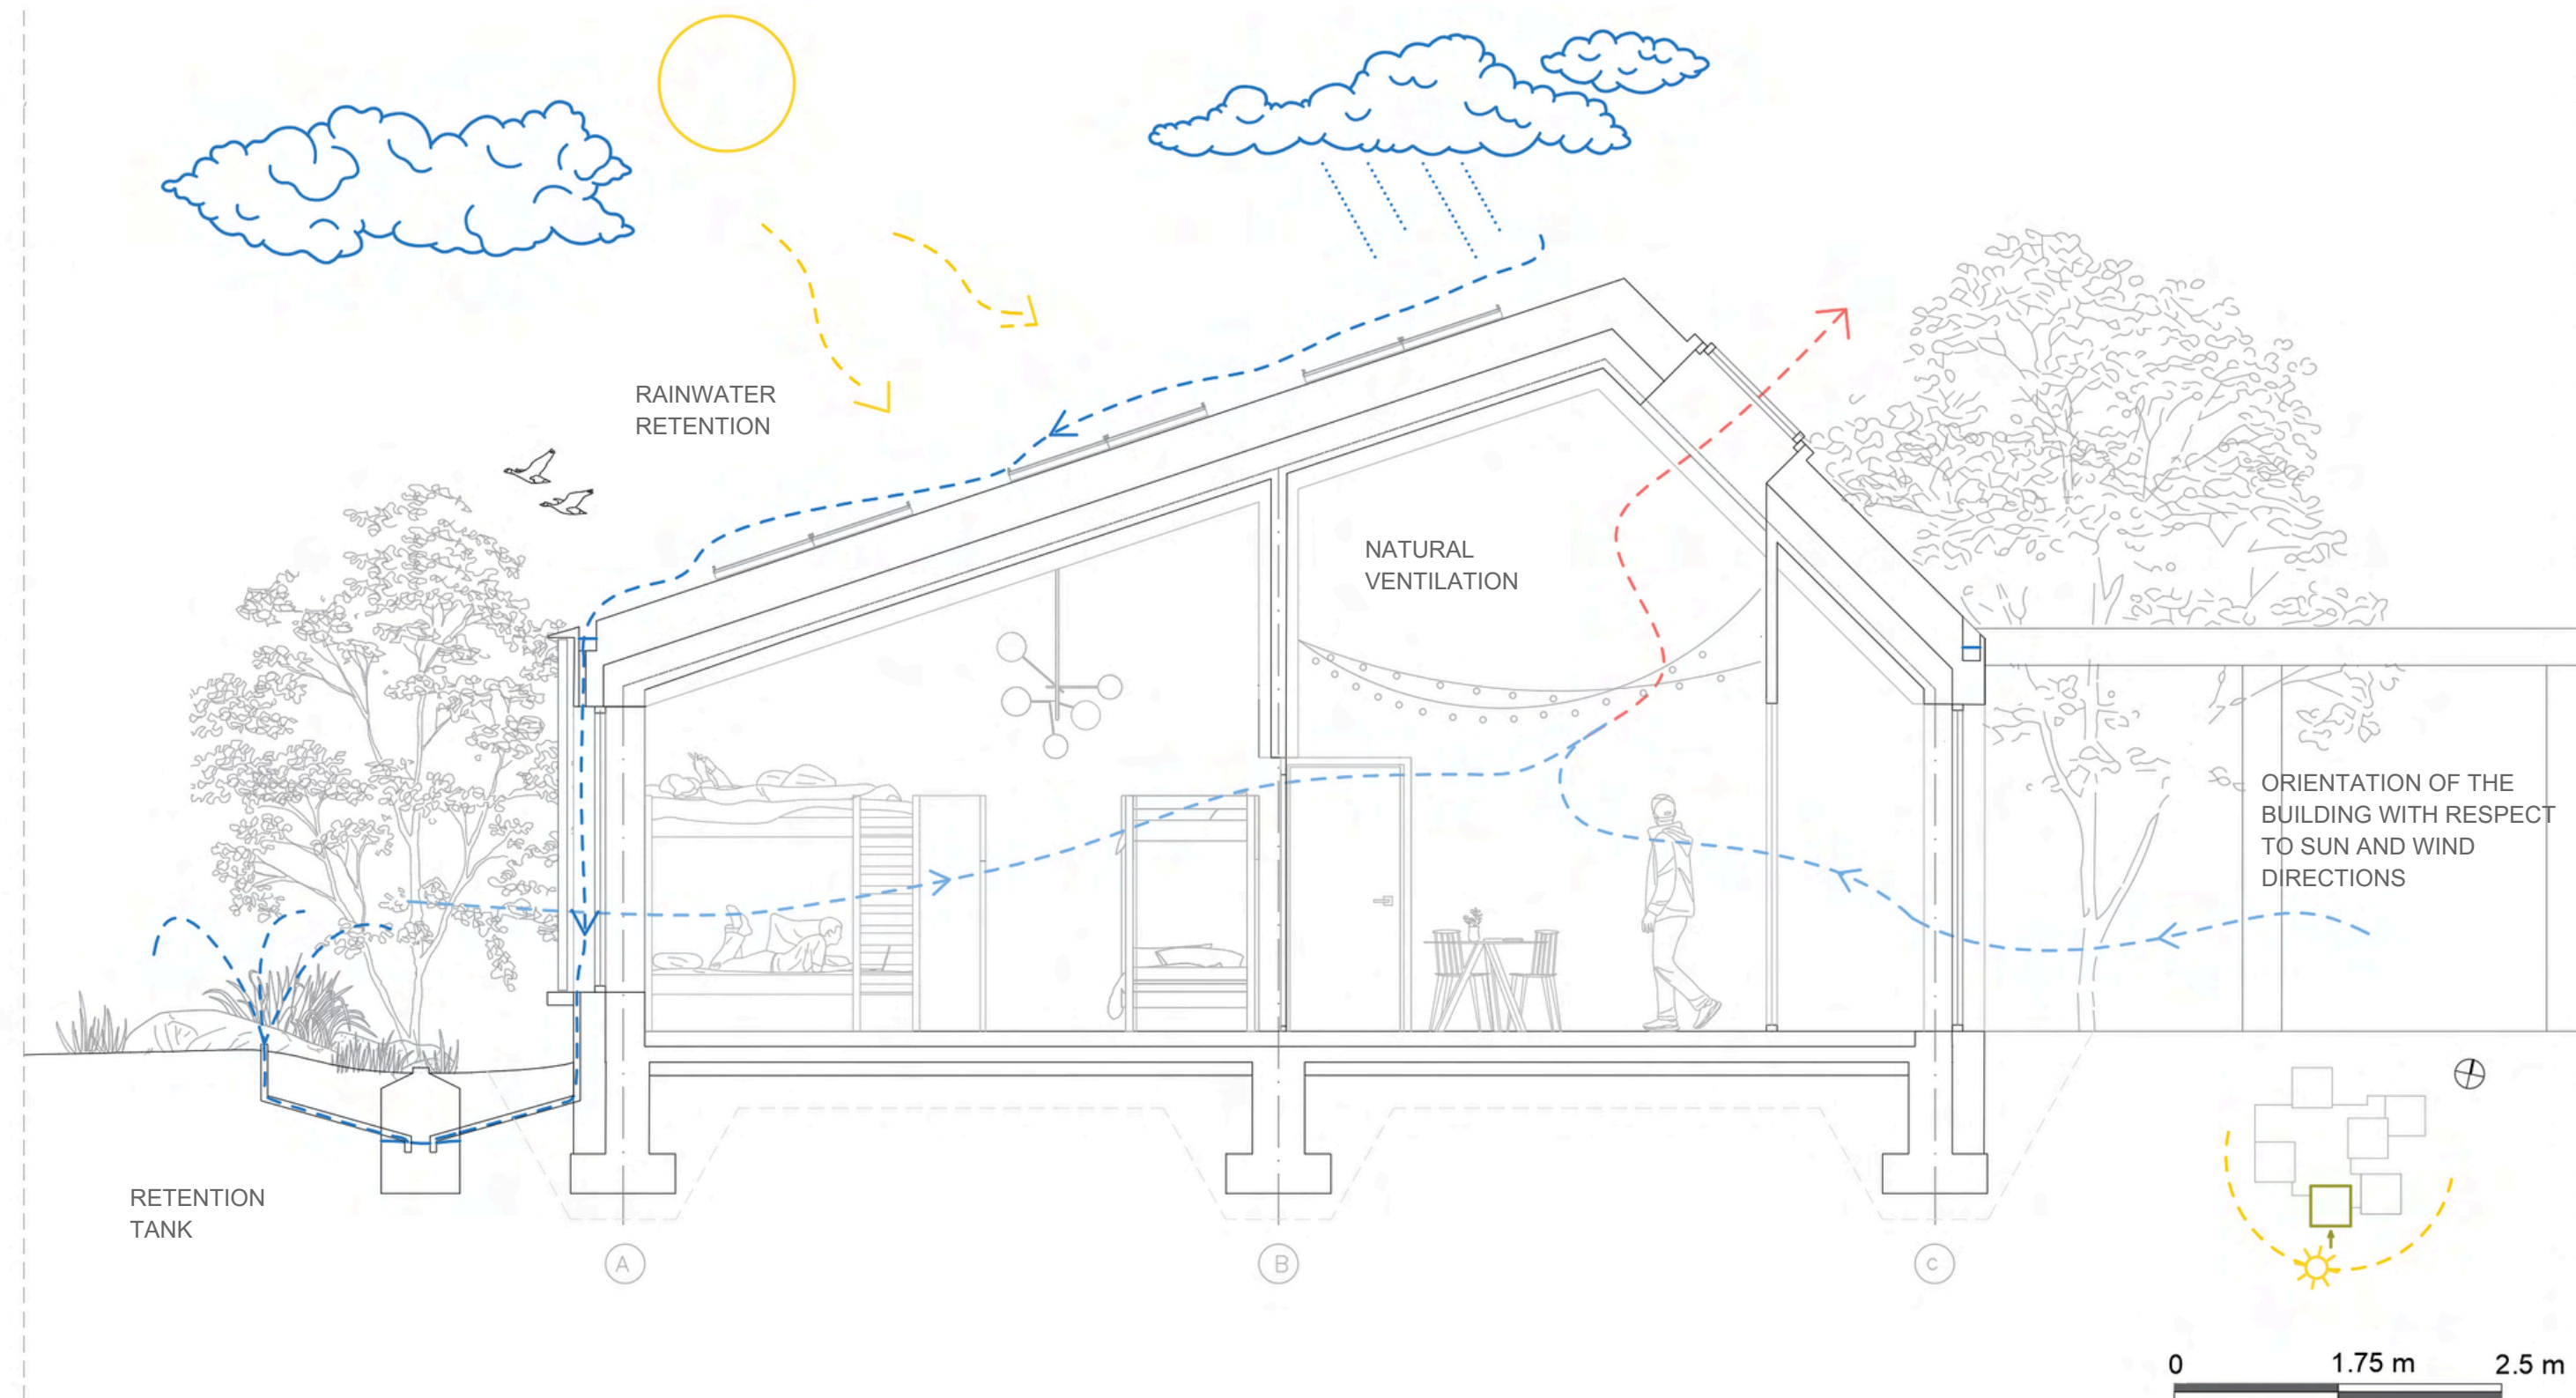 RAINWATER
RETENTION
NATURAL
VENTILATION
ORIENTATION OF THE
BUILDING WITH RESPECT
TO SUN AND WIND
DIRECTIONS
RETENTION
TANK
A
B
C
0 1.75 m 2.5 m